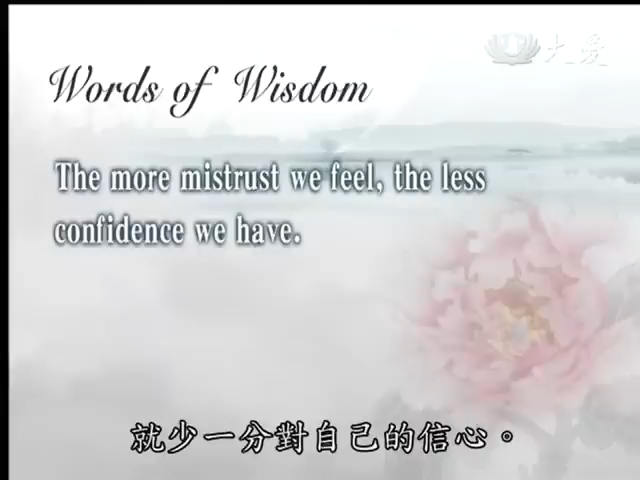 大愛
Words of Wisdom
The more mistrust we feel, the less
confidence we have.
就少一分對自己的信心。